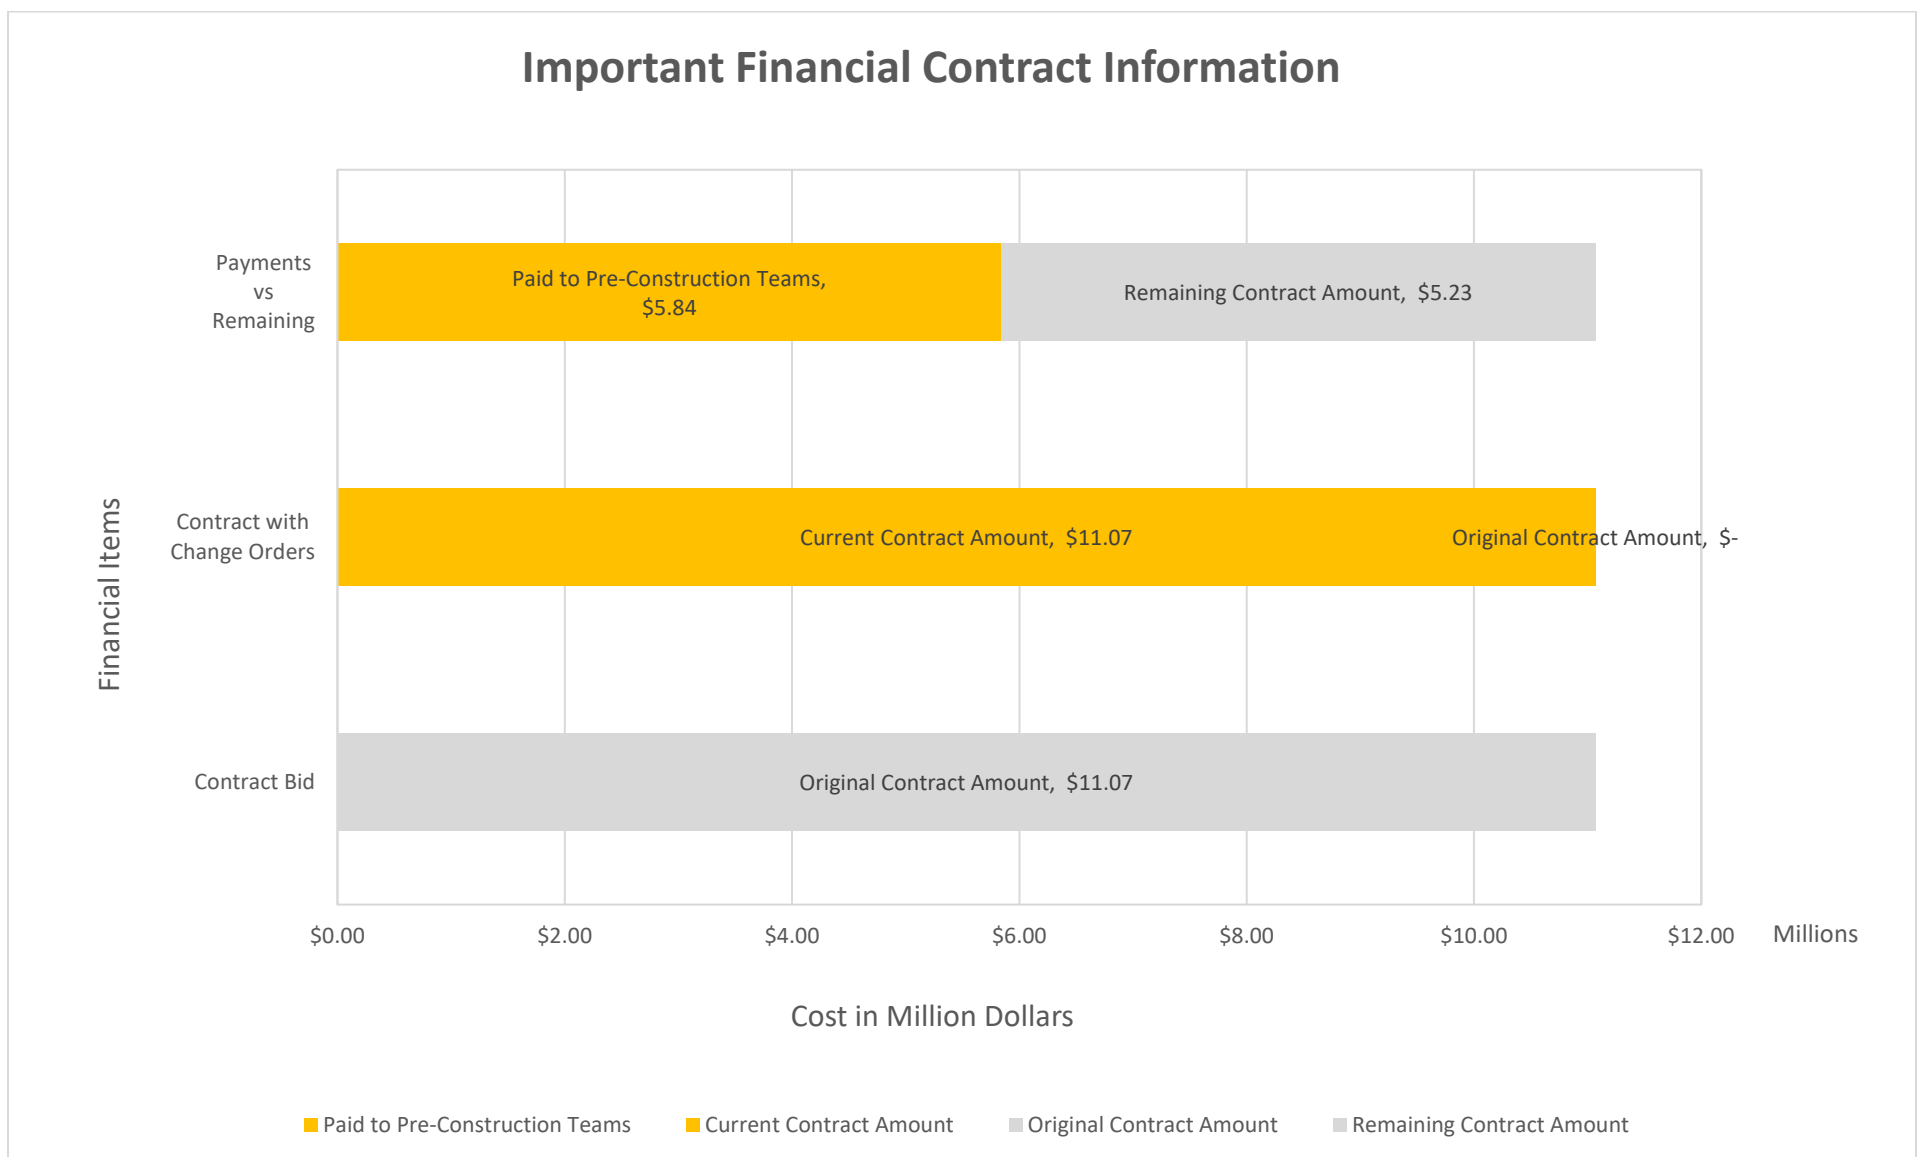 Important Financial Contract Information
Payments
vs
Remaining
Paid to Pre-Construction Teams,
$5.84
Remaining Contract Amount,  $5.23
Financial Items
Contract with
Change Orders
Current Contract Amount,  $11.07
Original Contract Amount,  $-
Contract Bid
Original Contract Amount,  $11.07
$0.00 $2.00 $4.00 $6.00 $8.00 $10.00 $12.00 Millions
Cost in Million Dollars
Paid to Pre-Construction Teams Current Contract Amount Original Contract Amount Remaining Contract Amount